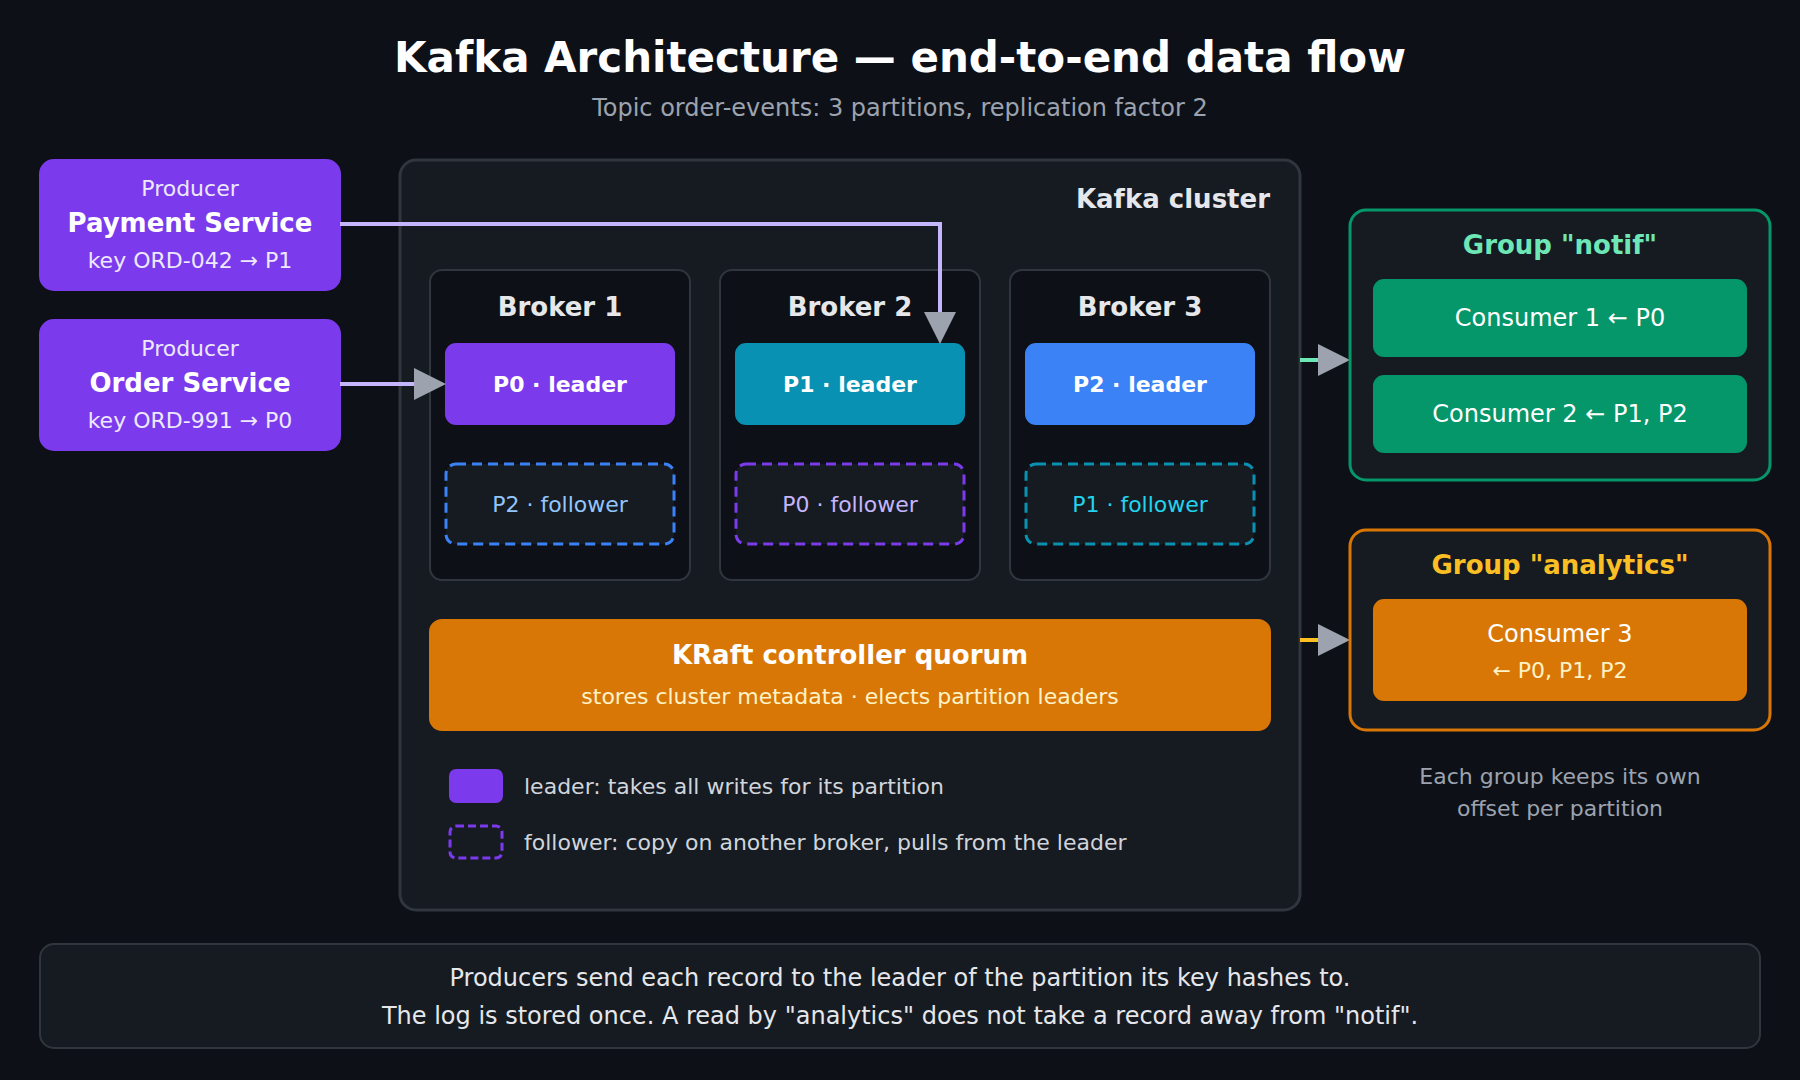 Kafka Architecture — end-to-end data flow
Topic order-events: 3 partitions, replication factor 2
Producer
Payment Service
key ORD-042 → P1
Producer
Order Service
key ORD-991 → P0
Kafka cluster
Broker 1
P0 · leader
P2 · follower
Broker 2
P1 · leader
P0 · follower
Broker 3
P2 · leader
P1 · follower
KRaft controller quorum
stores cluster metadata · elects partition leaders
leader: takes all writes for its partition
follower: copy on another broker, pulls from the leader
Group "notif"
Consumer 1 ← P0
Consumer 2 ← P1, P2
Group "analytics"
Consumer 3
← P0, P1, P2
Each group keeps its own
offset per partition
Producers send each record to the leader of the partition its key hashes to.
The log is stored once. A read by "analytics" does not take a record away from "notif".